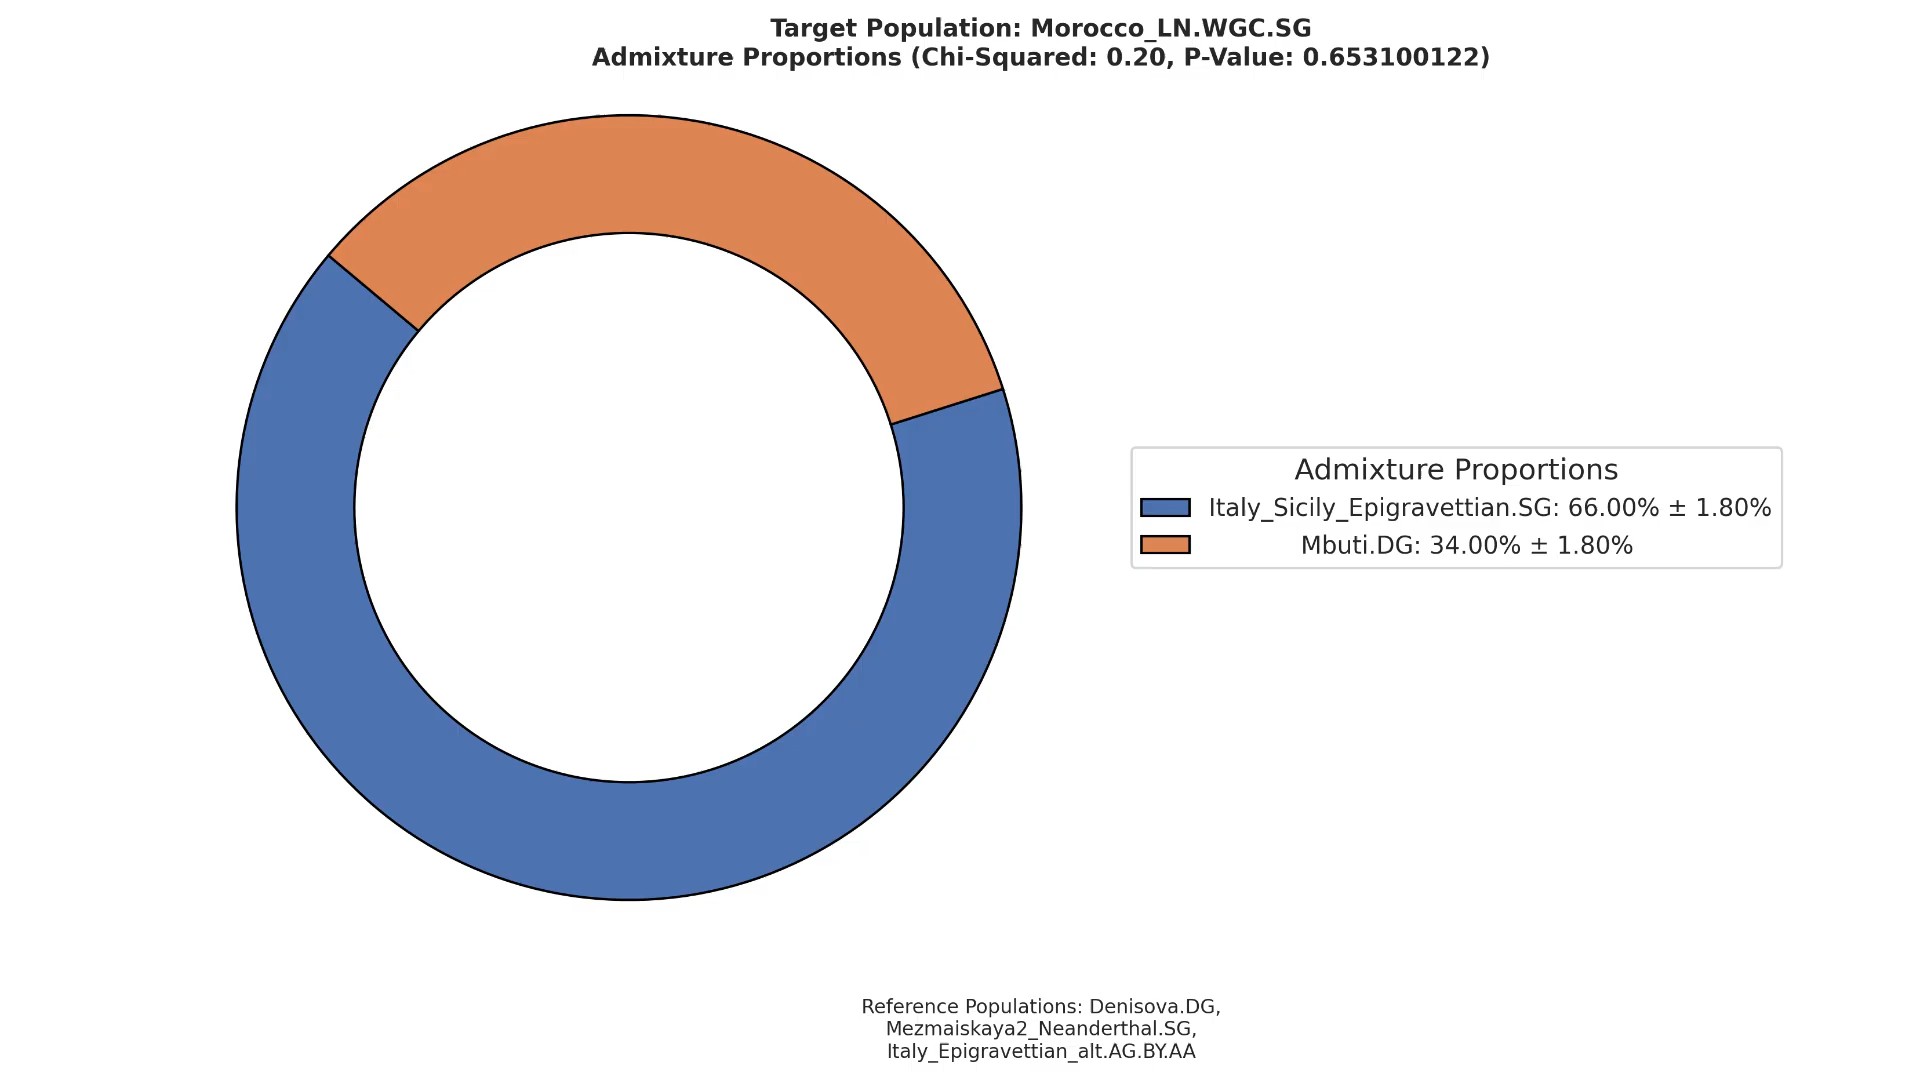 Target Population: Morocco_LN.WGC.SG
Admixture Proportions (Chi-Squared: 0.20, P-Value: 0.653100122)
Admixture Proportions
Italy_Sicily_Epigravettian.SG: 66.00% ± 1.80%
Mbuti.DG: 34.00% ± 1.80%
Reference Populations: Denisova.DG,
Mezmaiskaya2_Neanderthal.SG,
Italy_Epigravettian_alt.AG.BY.AA